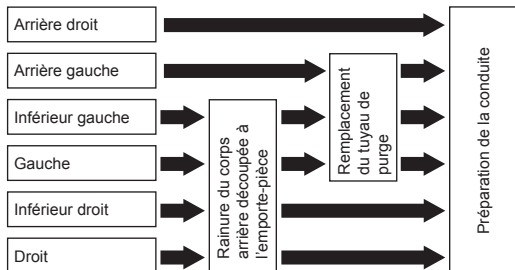 Arrière droit
Arrière gauche
Inférieur gauche
Gauche
Inférieur droit
Droit
Rainure du corps
arrière découpée à
l'emporte-pièce
Remplacement
du tuyau de
purge
Préparation de la conduite